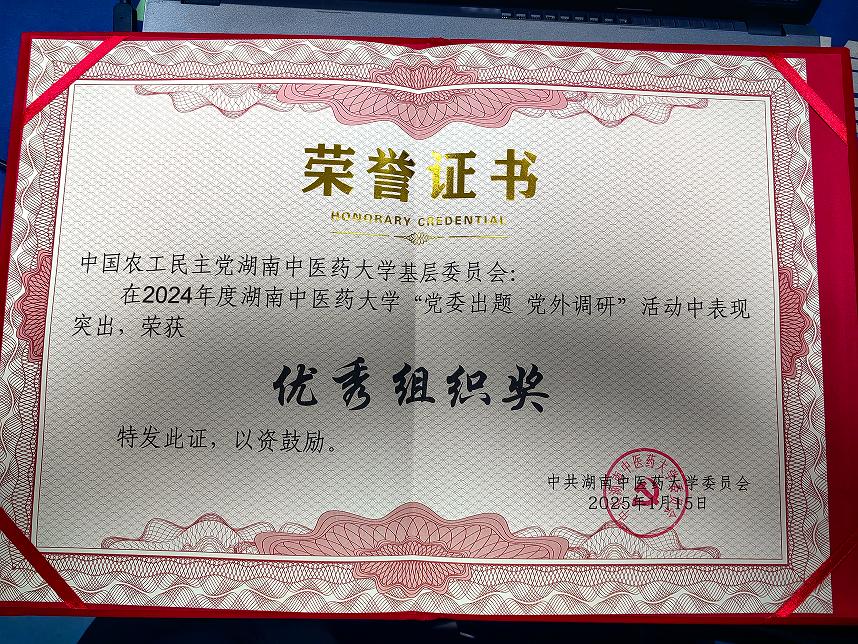 荣誉证书
HONORARY CREDENTIAL
中国农工民主党湖南中医药大学基层委员会：
在2024年度湖南中医药大学“党委出题 党外调研”活动中表现
突出，荣获
优秀组织奖
特发此证，以资鼓励。
中共湖南中医药大学委员会
2025年1月15日